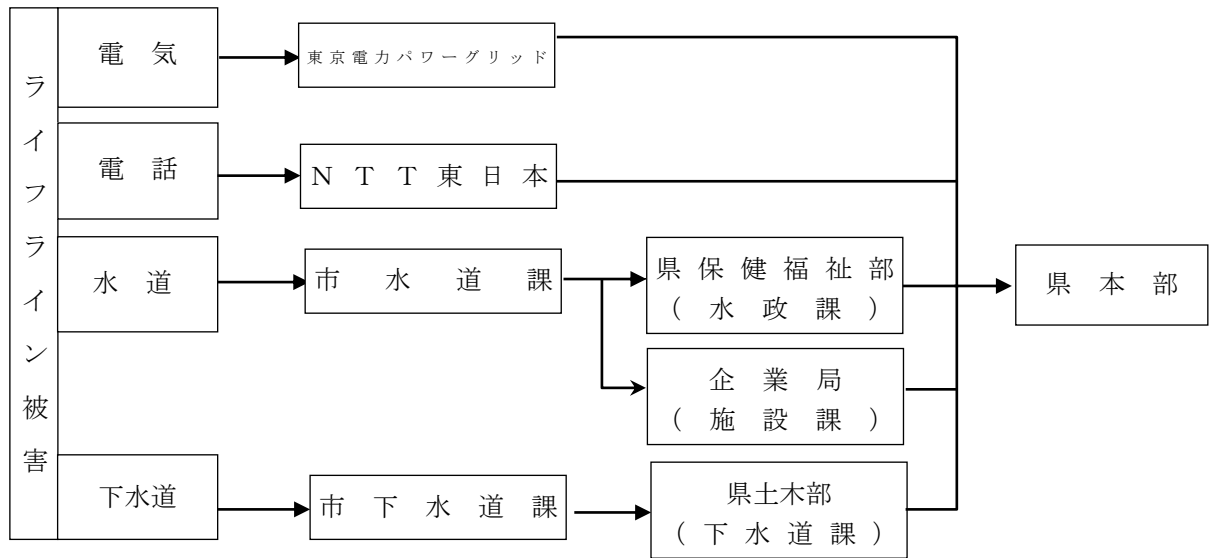 ライフライン被害
電気
東京電力パワーグリッド
電話
NTT東日本
水道
市水道課
県保健福祉部
(水政課)
県本部
企業局
(施設課)
下水道
市下水道課
県土木部
(下水道課)